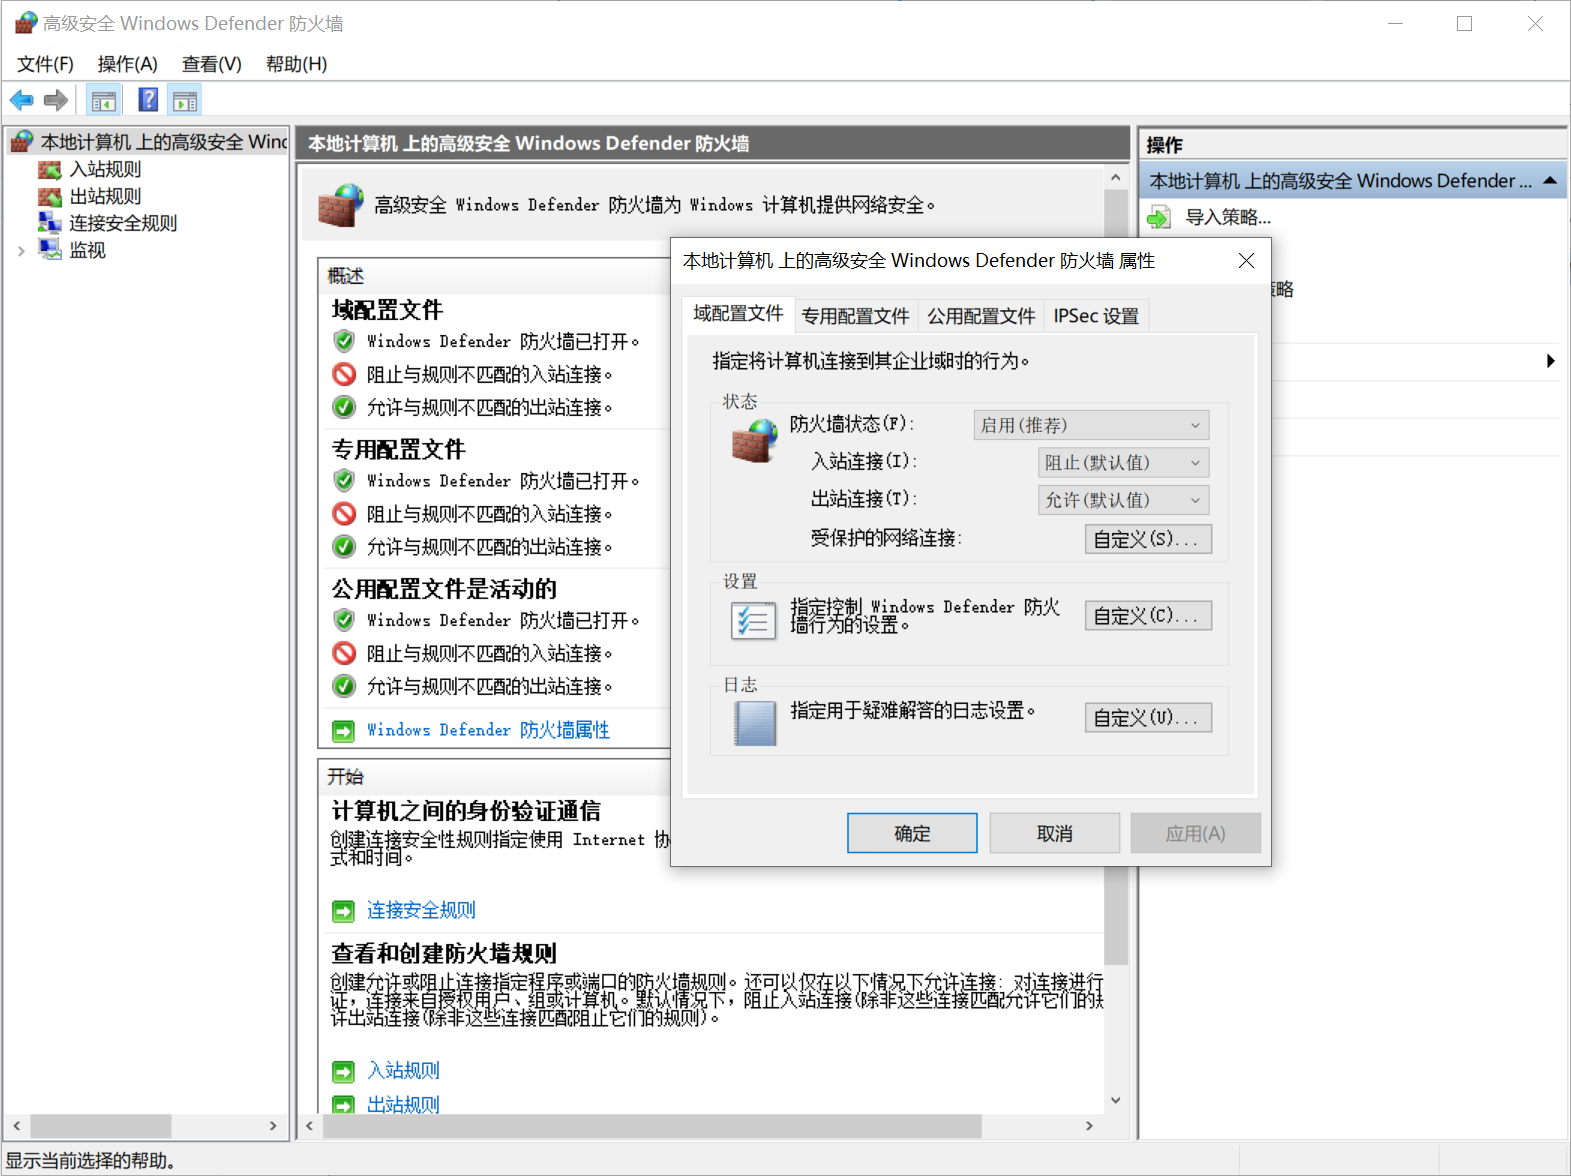 高级安全 Windows Defender 防火墙
文件(F) 操作(A) 查看(V) 帮助(H)
本地计算机 上的高级安全 Wind
入站规则
出站规则
连接安全规则
监视
本地计算机 上的高级安全 Windows Defender 防火墙
高级安全 Windows Defender 防火墙为 Windows 计算机提供网络安全。
概述
域配置文件
Windows Defender 防火墙已打开。
阻止与规则不匹配的入站连接。
允许与规则不匹配的出站连接。
专用配置文件
Windows Defender 防火墙已打开。
阻止与规则不匹配的入站连接。
允许与规则不匹配的出站连接。
公用配置文件是活动的
Windows Defender 防火墙已打开。
阻止与规则不匹配的入站连接。
允许与规则不匹配的出站连接。
Windows Defender 防火墙属性
开始
计算机之间的身份验证通信
创建连接安全性规则指定使用 Internet 协
式和时间。
连接安全规则
查看和创建防火墙规则
创建允许或阻止连接指定程序或端口的防火墙规则。还可以仅在以下情况下允许连接: 对连接进行
证，连接来自授权用户、组或计算机。默认情况下，阻止入站连接(除非这些连接匹配允许它们的规
许出站连接(除非这些连接匹配阻止它们的规则)。
入站规则
出站规则
操作
本地计算机 上的高级安全 Windows Defender ...
导入策略...
策略
本地计算机 上的高级安全 Windows Defender 防火墙 属性
域配置文件 专用配置文件 公用配置文件 IPSec 设置
指定将计算机连接到其企业域时的行为。
状态
防火墙状态(F): 启用(推荐)
入站连接(I): 阻止(默认值)
出站连接(T): 允许(默认值)
受保护的网络连接: 自定义(S)...
设置
指定控制 Windows Defender 防火
墙行为的设置。
自定义(C)...
日志
指定用于疑难解答的日志设置。 自定义(U)...
确定 取消 应用(A)
显示当前选择的帮助。